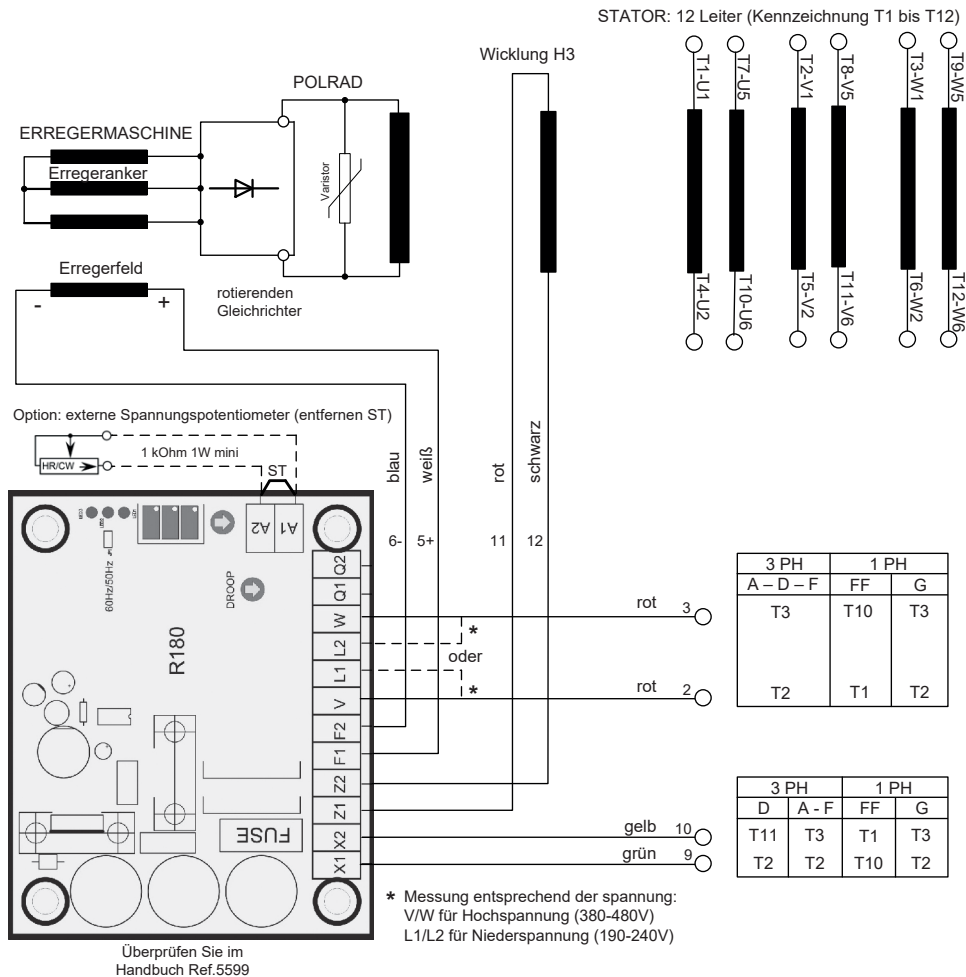 STATOR: 12 Leiter (Kennzeichnung T1 bis T12)
T1-U1
T7-U5
T2-V1
T8-V5
T3-W1
T9-W5
T4-U2
T10-U6
T5-V2
T11-V6
T6-W2
T12-W6
Wicklung H3
POLRAD
ERREGERMASCHINE
Erregeranker
Varistor
Erregerfeld
- +
rotierenden
Gleichrichter
Option: externe Spannungspotentiometer (entfernen ST)
1 kOhm 1W mini
HR/CW
ST
blau
weiß
rot
schwarz
6- 5+ 11 12
A2 A1
60Hz/50Hz
DROOP
R180
FUSE
Q2
Q1
W
L2
L1
V
F2
F1
Z2
Z1
X2
X1
rot 3
*
oder
*
rot 2
gelb 10
grün 9
3 PH 1 PH
A – D – F FF G
T3 T10 T3
T2 T1 T2
3 PH 1 PH
D A - F FF G
T11 T3 T1 T3
T2 T2 T10 T2
* Messung entsprechend der spannung:
V/W für Hochspannung (380-480V)
L1/L2 für Niederspannung (190-240V)
Überprüfen Sie im
Handbuch Ref.5599